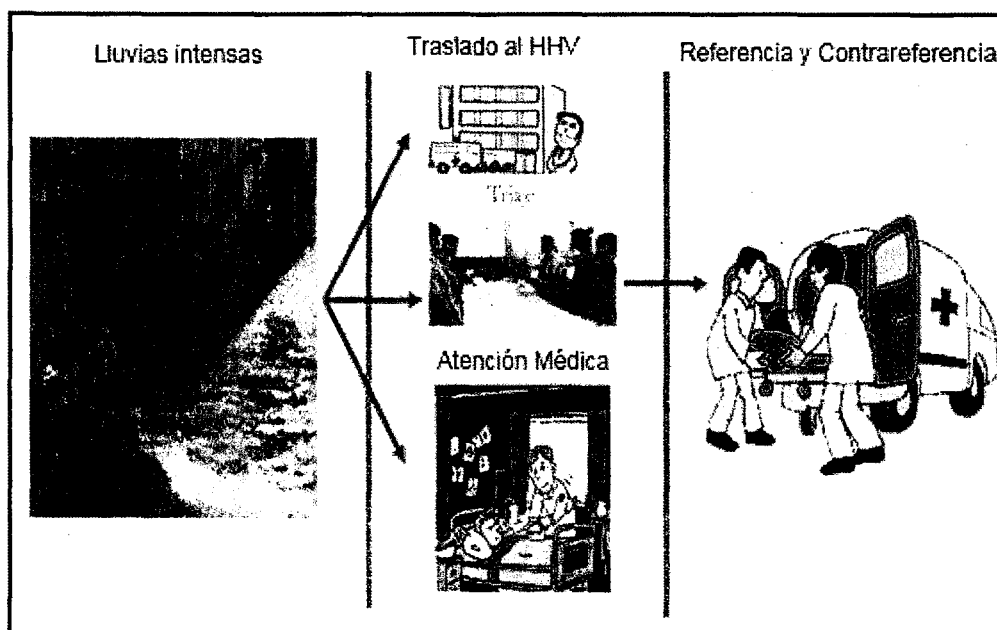 Lluvias intensas
Traslado al HHV
Triaje
Atención Médica
Referencia y Contrareferencia